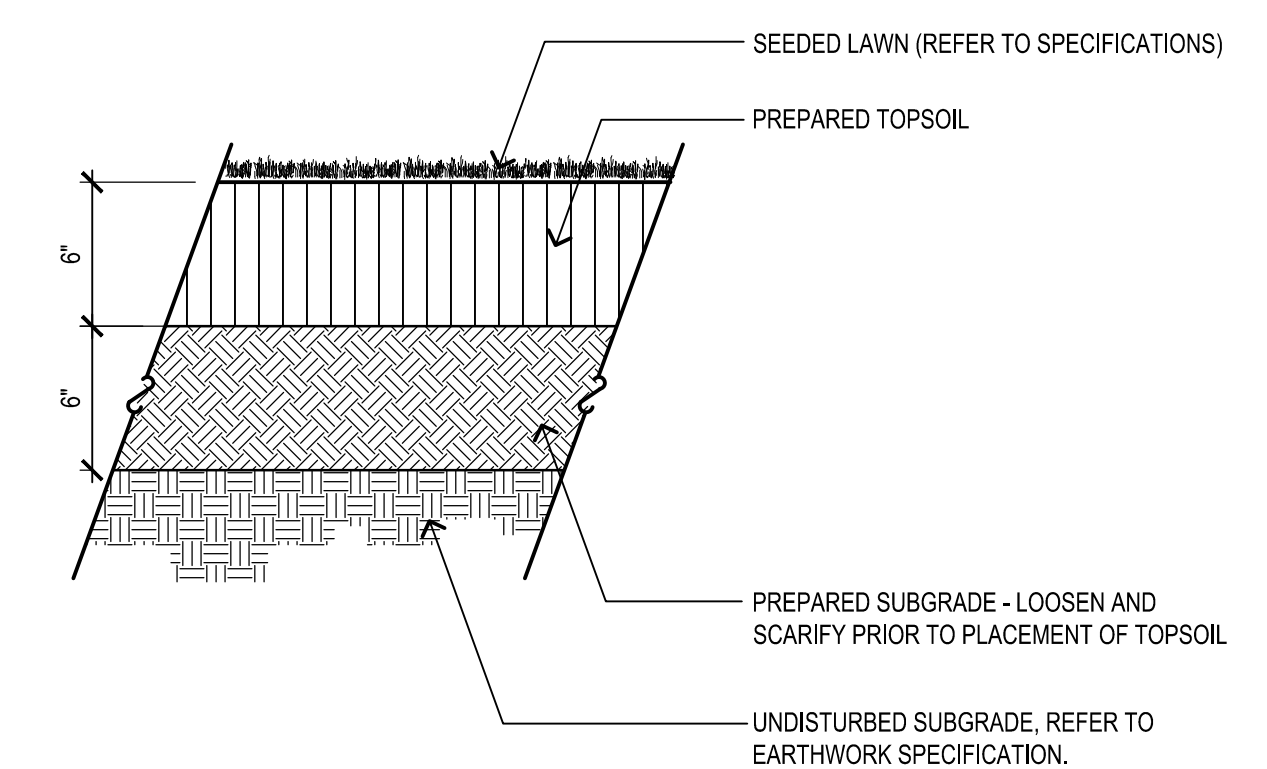 SEEDED LAWN (REFER TO SPECIFICATIONS)
PREPARED TOPSOIL
6"
6"
PREPARED SUBGRADE - LOOSEN AND
SCARIFY PRIOR TO PLACEMENT OF TOPSOIL
UNDISTURBED SUBGRADE, REFER TO
EARTHWORK SPECIFICATION.